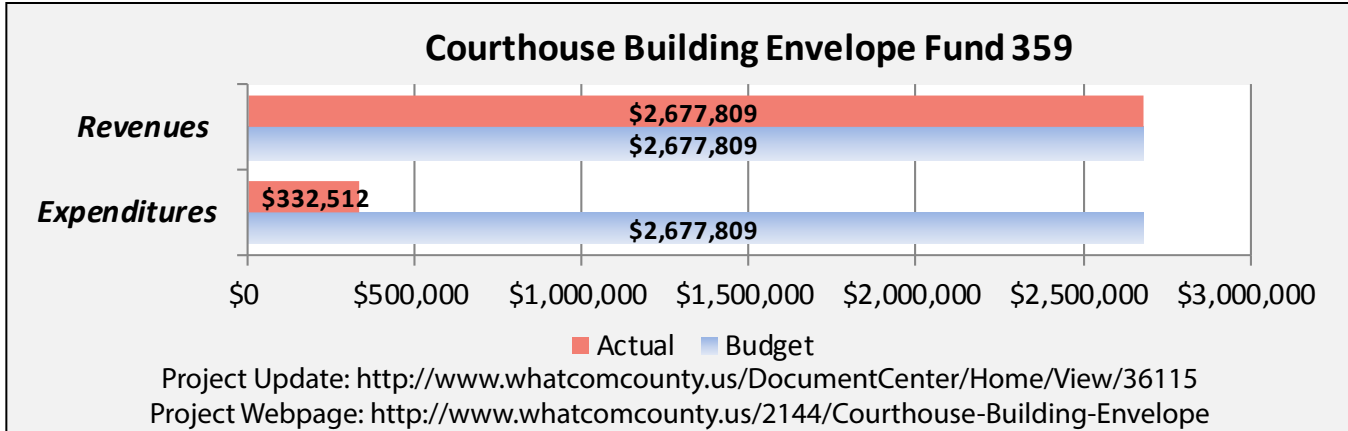 Courthouse Building Envelope Fund 359
Revenues
$2,677,809
$2,677,809
Expenditures
$332,512
$2,677,809
$0 $500,000 $1,000,000 $1,500,000 $2,000,000 $2,500,000 $3,000,000
Actual Budget
Project Update: http://www.whatcomcounty.us/DocumentCenter/Home/View/36115
Project Webpage: http://www.whatcomcounty.us/2144/Courthouse-Building-Envelope